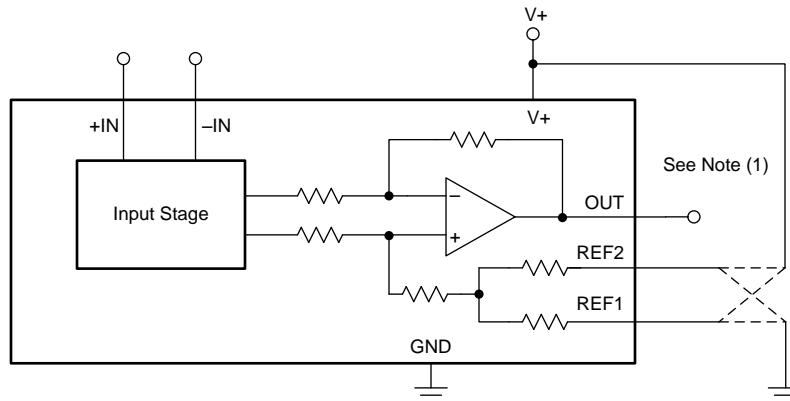 V+
+IN
–IN
V+
See Note (1)
Input Stage
–
+
OUT
REF2
REF1
GND